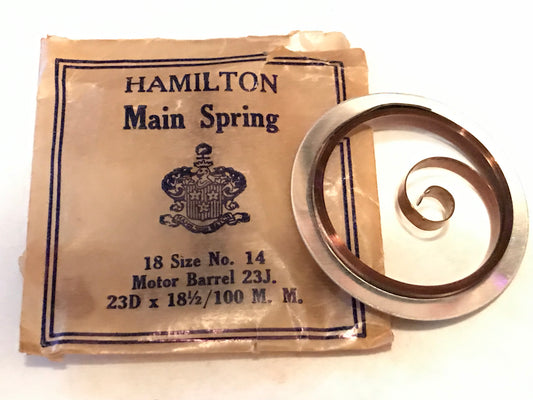 HAMILTON
Main Spring
18 Size No. 14
Motor Barrel 23J.
23D x 18½/100 M. M.